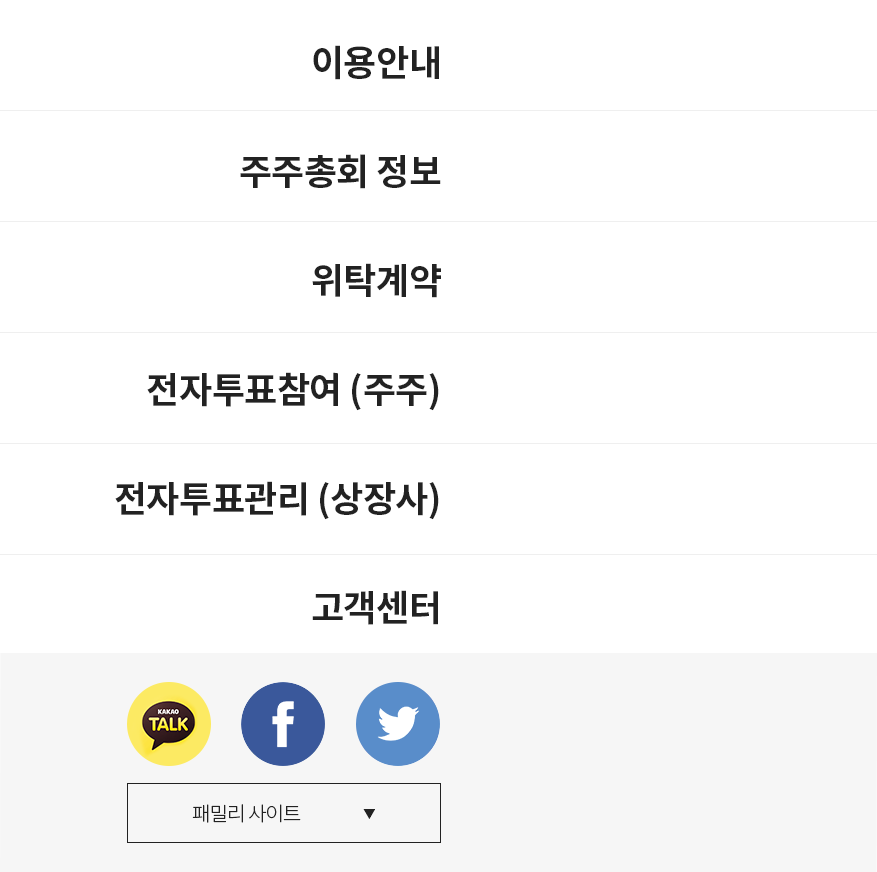 이용안내
주주총회 정보
위탁계약
전자투표참여 (주주)
전자투표관리 (상장사)
고객센터
KAKAO
TALK
패밀리 사이트 ▼